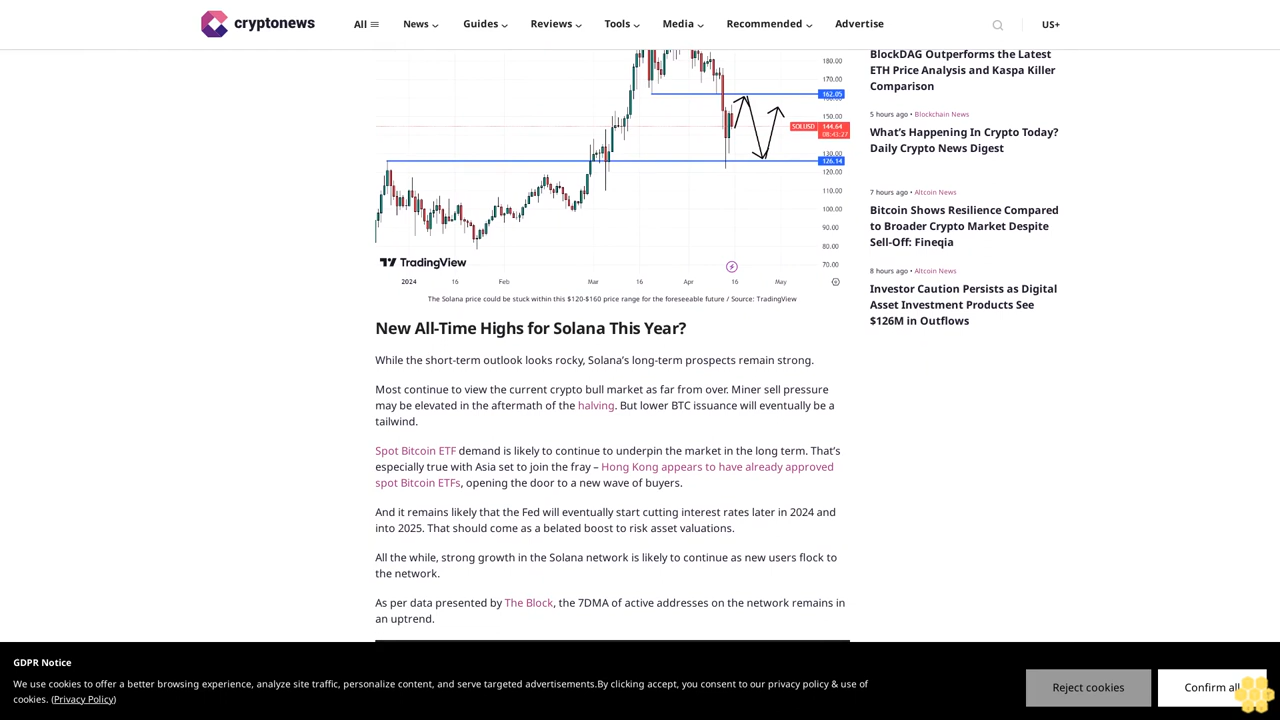 cryptonews
All
News
Guides
Reviews
Tools
Media
Recommended
Advertise
US+
180.00
170.00
162.05
150.00
SOLUSD 144.64
08:43:27
130.00
126.14
120.00
110.00
100.00
90.00
80.00
70.00
2024 16 Feb Mar 16 Apr 16 May
TradingView
The Solana price could be stuck within this $120-$160 price range for the foreseeable future / Source: TradingView
New All-Time Highs for Solana This Year?
While the short-term outlook looks rocky, Solana’s long-term prospects remain strong.
Most continue to view the current crypto bull market as far from over. Miner sell pressure
may be elevated in the aftermath of the halving. But lower BTC issuance will eventually be a
tailwind.
Spot Bitcoin ETF demand is likely to continue to underpin the market in the long term. That’s
especially true with Asia set to join the fray – Hong Kong appears to have already approved
spot Bitcoin ETFs, opening the door to a new wave of buyers.
And it remains likely that the Fed will eventually start cutting interest rates later in 2024 and
into 2025. That should come as a belated boost to risk asset valuations.
All the while, strong growth in the Solana network is likely to continue as new users flock to
the network.
As per data presented by The Block, the 7DMA of active addresses on the network remains in
an uptrend.
BlockDAG Outperforms the Latest
ETH Price Analysis and Kaspa Killer
Comparison
5 hours ago • Blockchain News
What’s Happening In Crypto Today?
Daily Crypto News Digest
7 hours ago • Altcoin News
Bitcoin Shows Resilience Compared
to Broader Crypto Market Despite
Sell-Off: Fineqia
8 hours ago • Altcoin News
Investor Caution Persists as Digital
Asset Investment Products See
$126M in Outflows
GDPR Notice
We use cookies to offer a better browsing experience, analyze site traffic, personalize content, and serve targeted advertisements.By clicking accept, you consent to our privacy policy & use of
cookies. (Privacy Policy)
Reject cookies
Confirm all